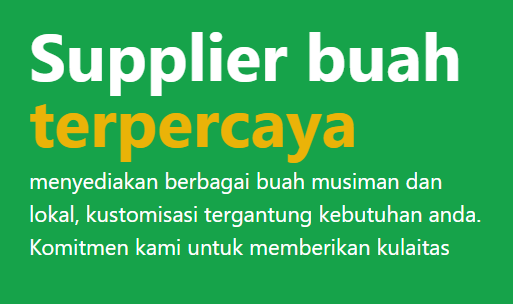 Supplier buah
terpercaya
menyediakan berbagai buah musiman dan
lokal, kustomisasi tergantung kebutuhan anda.
Komitmen kami untuk memberikan kulaitas